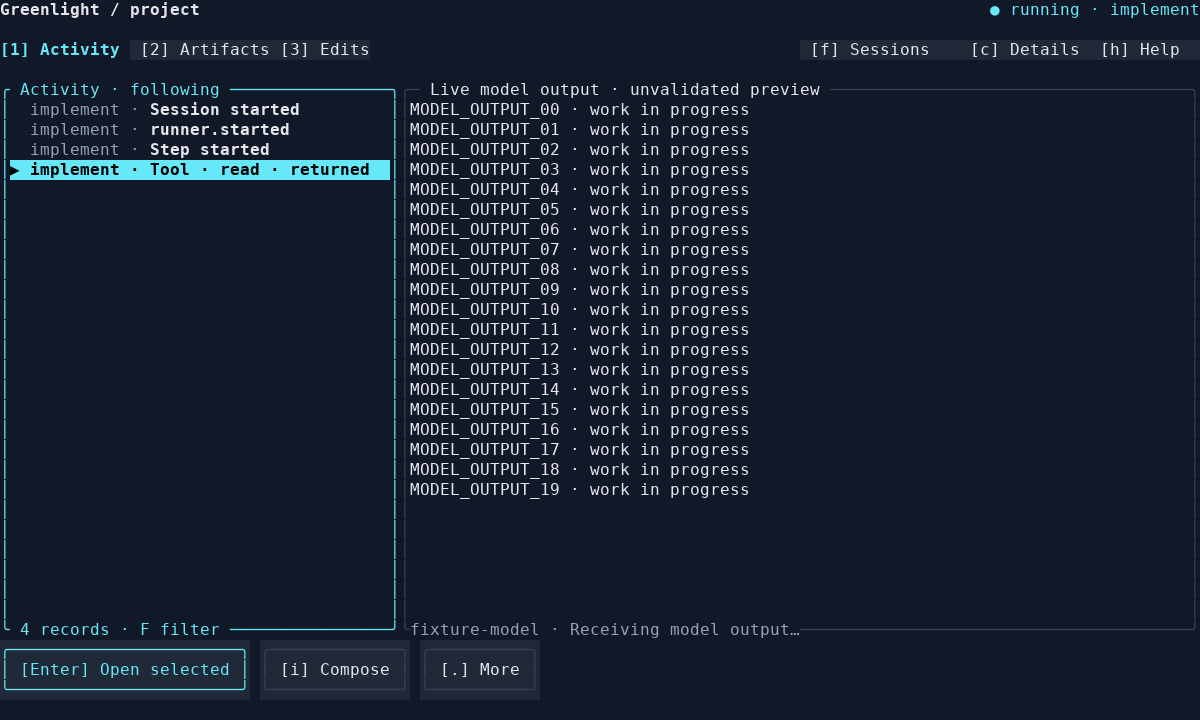 Greenlight / project ● running · implement
[1] Activity [2] Artifacts [3] Edits [f] Sessions [c] Details [h] Help
Activity · following
implement · Session started
implement · runner.started
implement · Step started
▶ implement · Tool · read · returned
4 records · F filter
Live model output · unvalidated preview
MODEL_OUTPUT_00 · work in progress
MODEL_OUTPUT_01 · work in progress
MODEL_OUTPUT_02 · work in progress
MODEL_OUTPUT_03 · work in progress
MODEL_OUTPUT_04 · work in progress
MODEL_OUTPUT_05 · work in progress
MODEL_OUTPUT_06 · work in progress
MODEL_OUTPUT_07 · work in progress
MODEL_OUTPUT_08 · work in progress
MODEL_OUTPUT_09 · work in progress
MODEL_OUTPUT_10 · work in progress
MODEL_OUTPUT_11 · work in progress
MODEL_OUTPUT_12 · work in progress
MODEL_OUTPUT_13 · work in progress
MODEL_OUTPUT_14 · work in progress
MODEL_OUTPUT_15 · work in progress
MODEL_OUTPUT_16 · work in progress
MODEL_OUTPUT_17 · work in progress
MODEL_OUTPUT_18 · work in progress
MODEL_OUTPUT_19 · work in progress
fixture-model · Receiving model output…
[Enter] Open selected [i] Compose [.] More